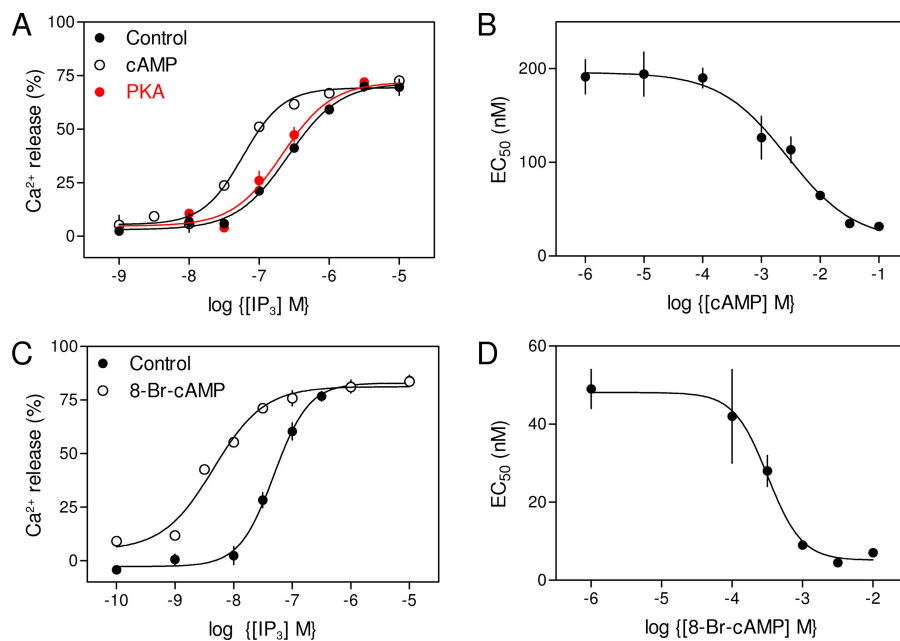 A
Control
cAMP
PKA
Ca²⁺ release (%)
100
75
50
25
0
-9 -8 -7 -6 -5
log {[IP₃] M}
B
EC₅₀ (nM)
200
100
0
-6 -5 -4 -3 -2 -1
log {[cAMP] M}
C
Control
8-Br-cAMP
Ca²⁺ release (%)
100
75
50
25
0
-10 -9 -8 -7 -6 -5
log {[IP₃] M}
D
EC₅₀ (nM)
60
40
20
0
-6 -5 -4 -3 -2
log {[8-Br-cAMP] M}